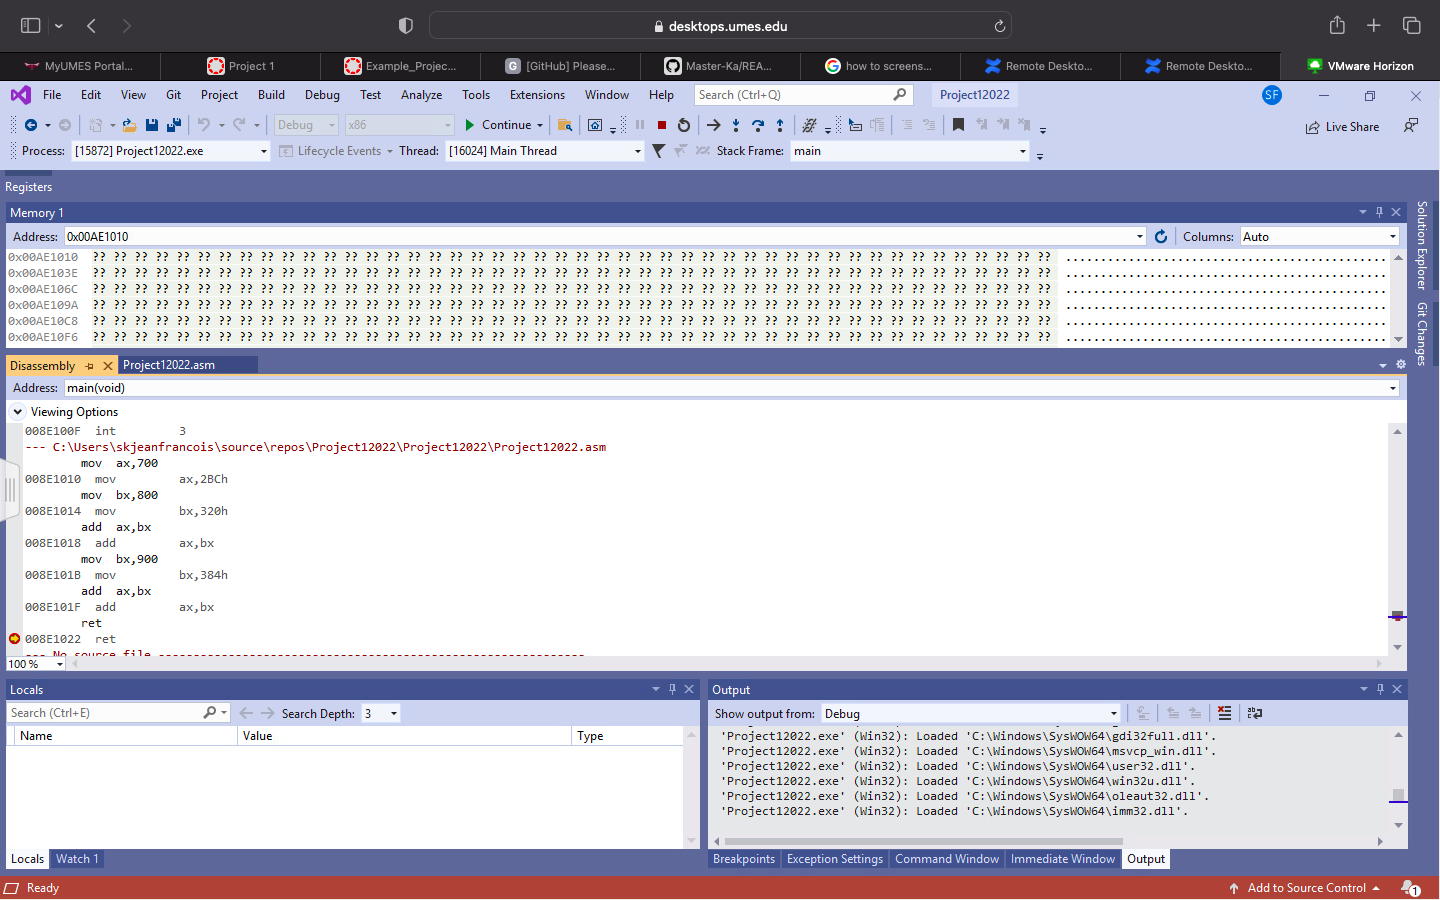 desktops.umes.edu
MyUMES Portal...
Project 1
Example_Projec...
[GitHub] Please...
Master-Ka/REA...
how to screens...
Remote Deskto...
Remote Deskto...
VMware Horizon
File Edit View Git Project Build Debug Test Analyze Tools Extensions Window Help Search (Ctrl+Q) Project12022 SF
Debug x86 Continue Live Share
Process: [15872] Project12022.exe Lifecycle Events Thread: [16024] Main Thread Stack Frame: main
Registers
Memory 1
Address: 0x00AE1010 Columns: Auto
0x00AE1010 ?? ?? ?? ?? ?? ?? ?? ?? ?? ?? ?? ?? ?? ?? ?? ?? ?? ?? ?? ?? ?? ?? ?? ?? ?? ?? ?? ?? ?? ?? ?? ?? ?? ?? ?? ?? ?? ?? ?? ?? ?? ?? ?? ?? ?? ?? ..............................................
0x00AE103E ?? ?? ?? ?? ?? ?? ?? ?? ?? ?? ?? ?? ?? ?? ?? ?? ?? ?? ?? ?? ?? ?? ?? ?? ?? ?? ?? ?? ?? ?? ?? ?? ?? ?? ?? ?? ?? ?? ?? ?? ?? ?? ?? ?? ?? ?? ..............................................
0x00AE106C ?? ?? ?? ?? ?? ?? ?? ?? ?? ?? ?? ?? ?? ?? ?? ?? ?? ?? ?? ?? ?? ?? ?? ?? ?? ?? ?? ?? ?? ?? ?? ?? ?? ?? ?? ?? ?? ?? ?? ?? ?? ?? ?? ?? ?? ?? ..............................................
0x00AE109A ?? ?? ?? ?? ?? ?? ?? ?? ?? ?? ?? ?? ?? ?? ?? ?? ?? ?? ?? ?? ?? ?? ?? ?? ?? ?? ?? ?? ?? ?? ?? ?? ?? ?? ?? ?? ?? ?? ?? ?? ?? ?? ?? ?? ?? ?? ..............................................
0x00AE10C8 ?? ?? ?? ?? ?? ?? ?? ?? ?? ?? ?? ?? ?? ?? ?? ?? ?? ?? ?? ?? ?? ?? ?? ?? ?? ?? ?? ?? ?? ?? ?? ?? ?? ?? ?? ?? ?? ?? ?? ?? ?? ?? ?? ?? ?? ?? ..............................................
0x00AE10F6 ?? ?? ?? ?? ?? ?? ?? ?? ?? ?? ?? ?? ?? ?? ?? ?? ?? ?? ?? ?? ?? ?? ?? ?? ?? ?? ?? ?? ?? ?? ?? ?? ?? ?? ?? ?? ?? ?? ?? ?? ?? ?? ?? ?? ?? ?? ..............................................
Solution Explorer
Git Changes
Disassembly Project12022.asm
Address: main(void)
Viewing Options
008E100F int 3
--- C:\Users\skjeanfrancois\source\repos\Project12022\Project12022\Project12022.asm
mov ax,700
008E1010 mov ax,2BCh
mov bx,800
008E1014 mov bx,320h
add ax,bx
008E1018 add ax,bx
mov bx,900
008E101B mov bx,384h
add ax,bx
008E101F add ax,bx
ret
008E1022 ret
--- No source file -------------------------------------------------------------
100 %
Locals
Search (Ctrl+E) Search Depth: 3
Name Value Type
Locals Watch 1
Output
Show output from: Debug
'Project12022.exe' (Win32): Loaded 'C:\Windows\SysWOW64\gdi32full.dll'.
'Project12022.exe' (Win32): Loaded 'C:\Windows\SysWOW64\msvcp_win.dll'.
'Project12022.exe' (Win32): Loaded 'C:\Windows\SysWOW64\user32.dll'.
'Project12022.exe' (Win32): Loaded 'C:\Windows\SysWOW64\win32u.dll'.
'Project12022.exe' (Win32): Loaded 'C:\Windows\SysWOW64\oleaut32.dll'.
'Project12022.exe' (Win32): Loaded 'C:\Windows\SysWOW64\imm32.dll'.
Breakpoints Exception Settings Command Window Immediate Window Output
Ready Add to Source Control 1